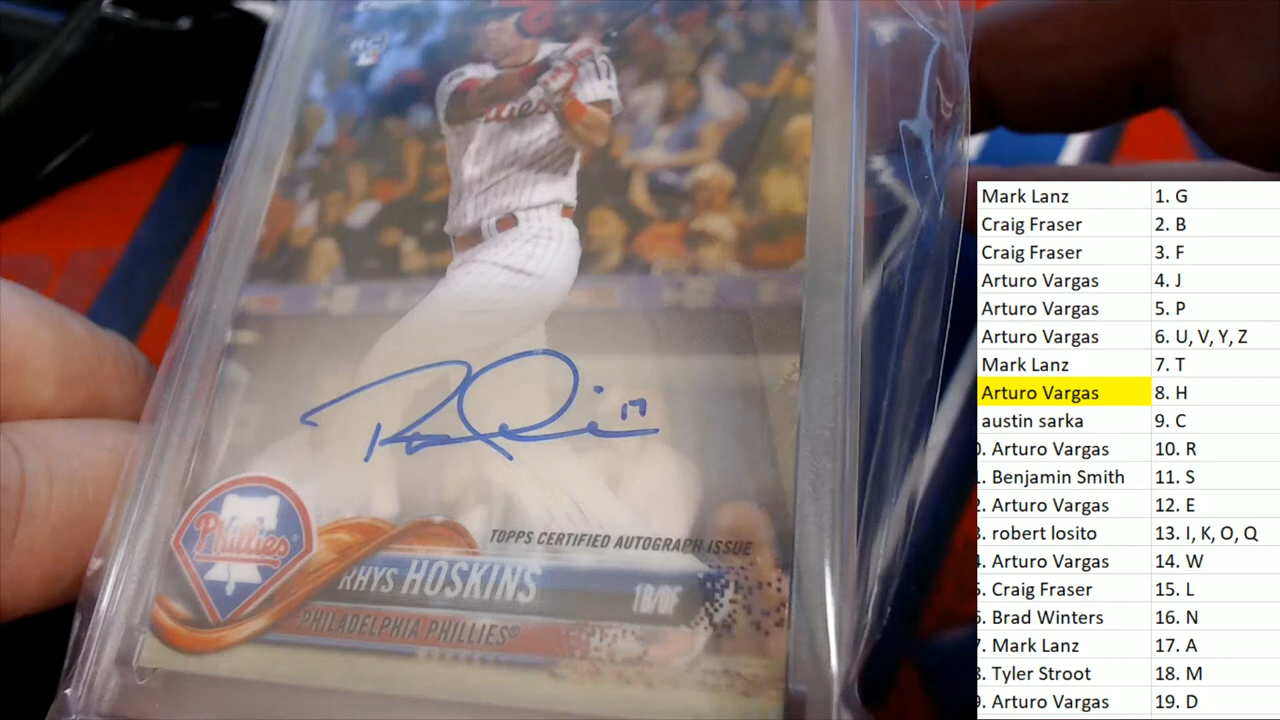 17
Phillies
TOPPS CERTIFIED AUTOGRAPH ISSUE
RHYS HOSKINS
1B/OF
PHILADELPHIA PHILLIES®
Mark Lanz 1. G
Craig Fraser 2. B
Craig Fraser 3. F
Arturo Vargas 4. J
Arturo Vargas 5. P
Arturo Vargas 6. U, V, Y, Z
Mark Lanz 7. T
Arturo Vargas 8. H
austin sarka 9. C
. Arturo Vargas 10. R
. Benjamin Smith 11. S
. Arturo Vargas 12. E
. robert losito 13. I, K, O, Q
. Arturo Vargas 14. W
. Craig Fraser 15. L
. Brad Winters 16. N
. Mark Lanz 17. A
. Tyler Stroot 18. M
. Arturo Vargas 19. D